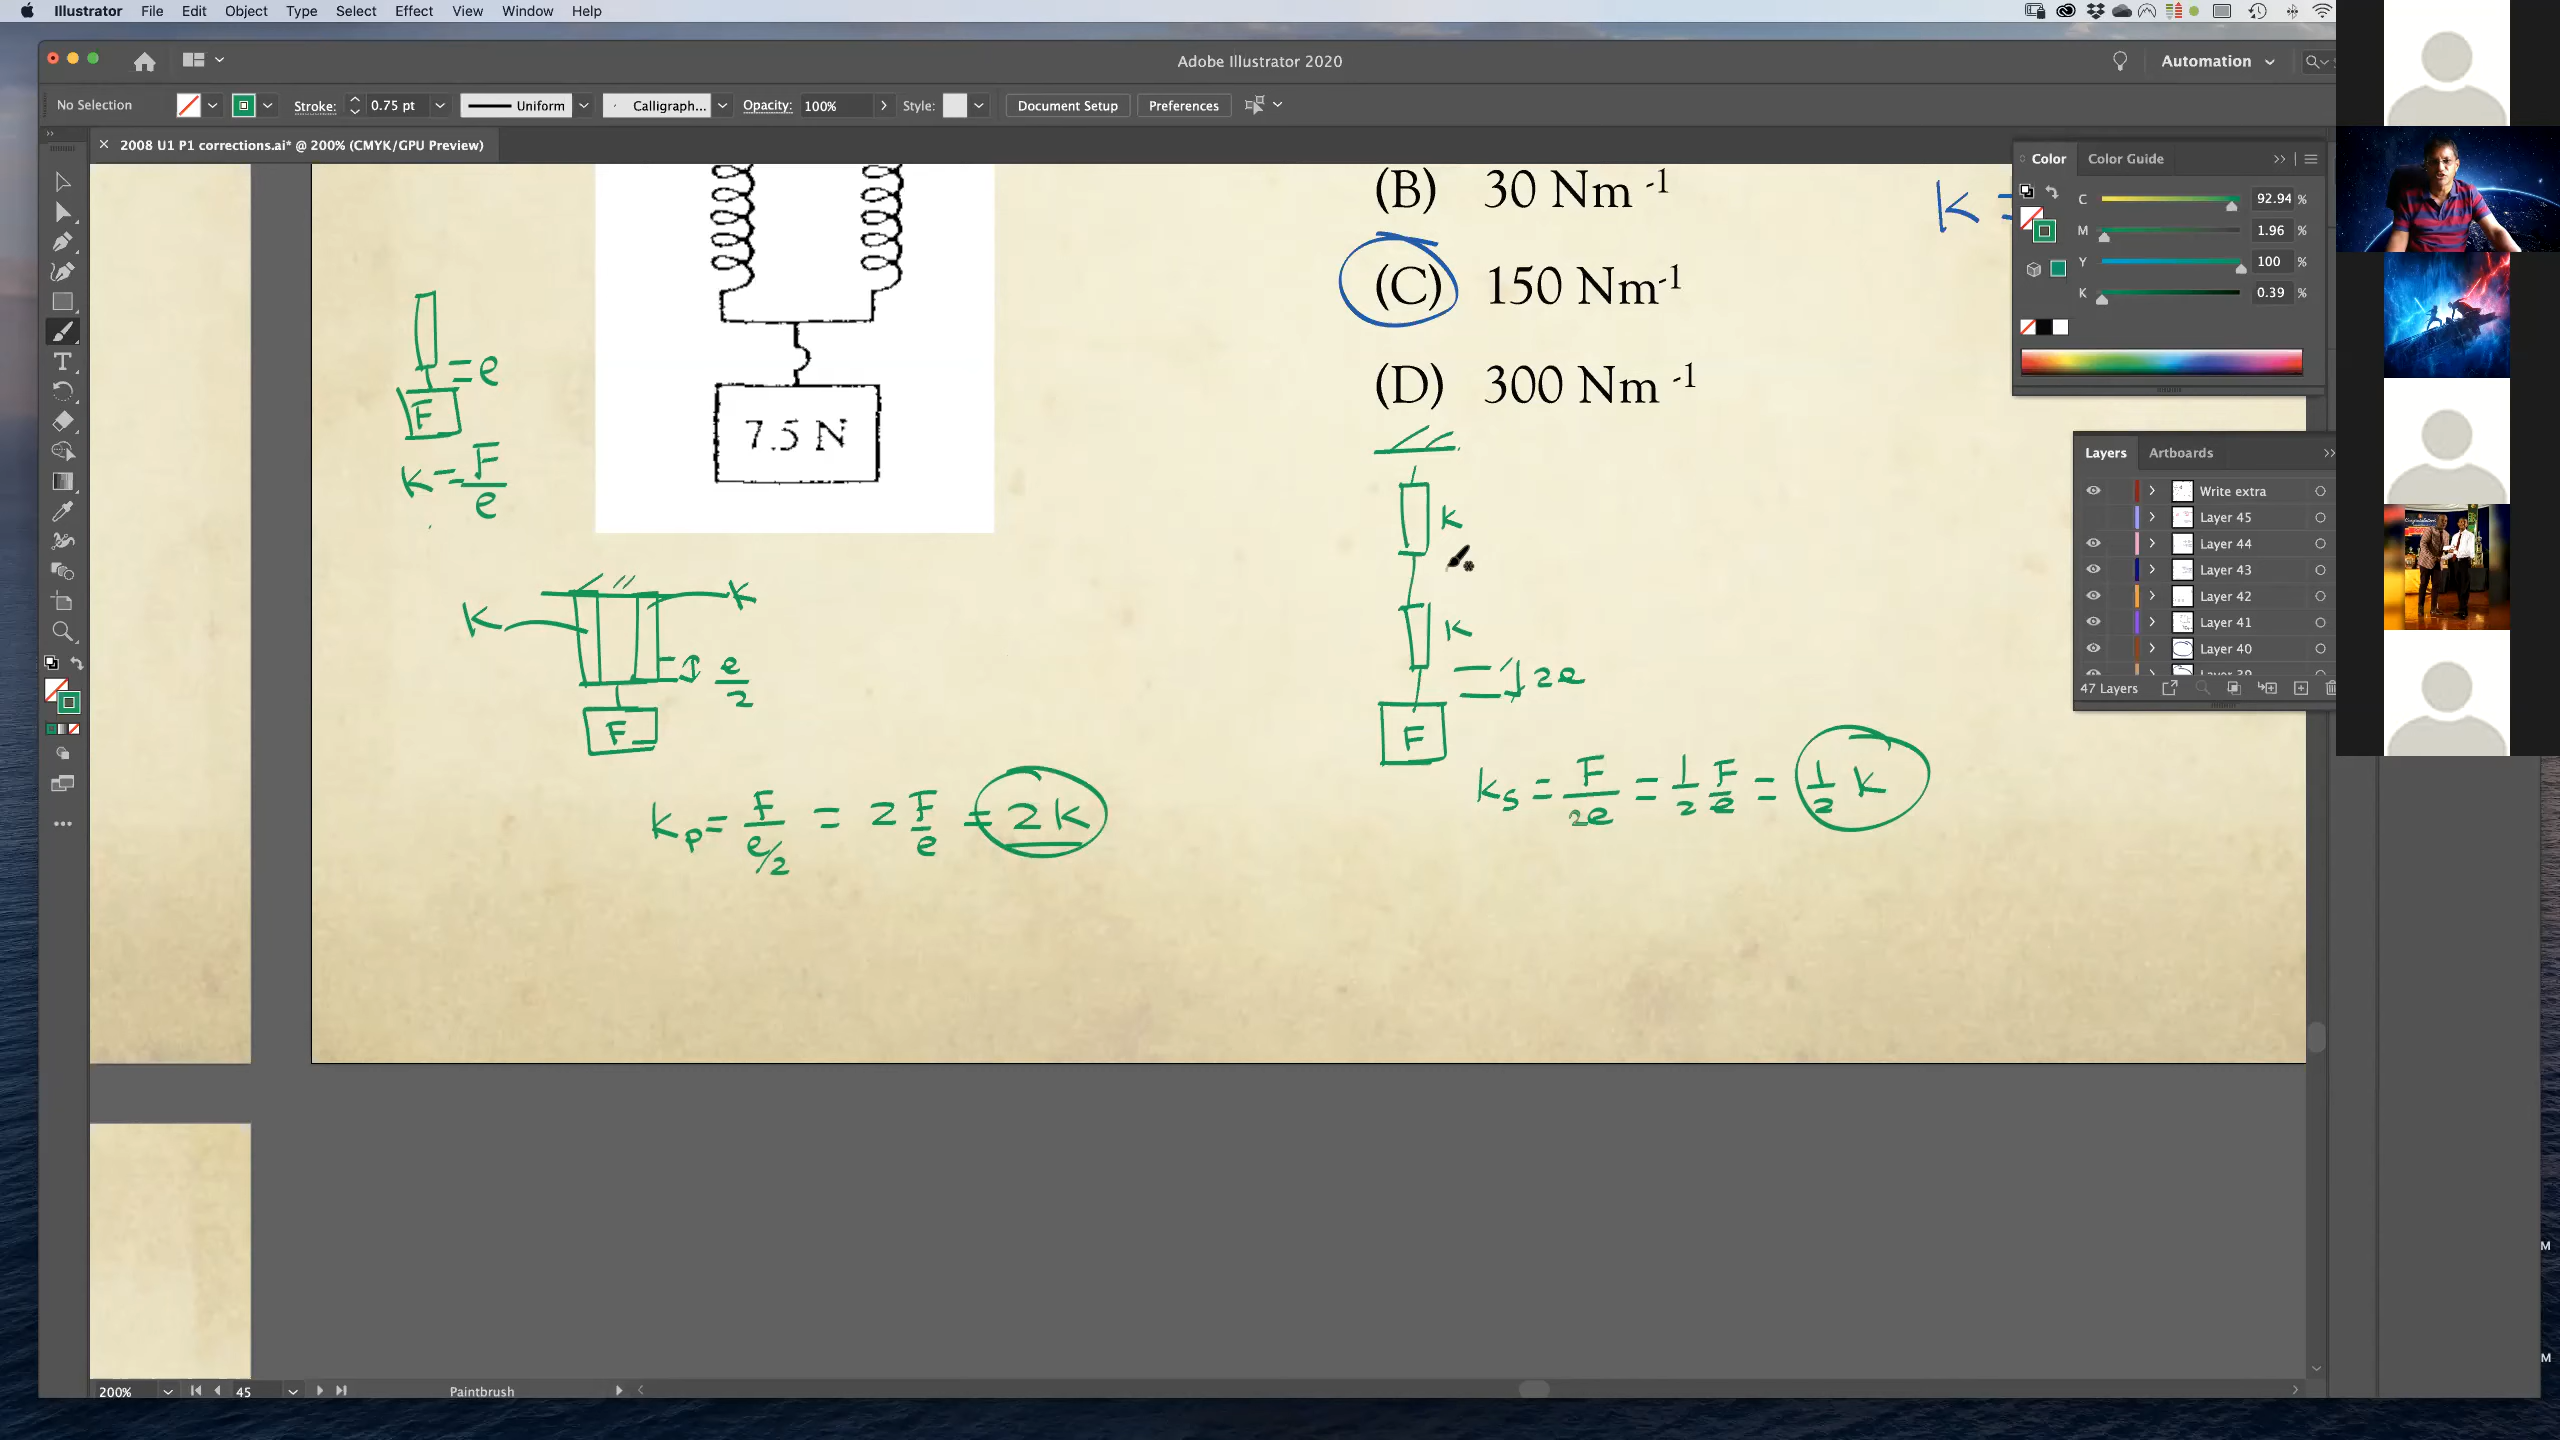 Illustrator File Edit Object Type Select Effect View Window Help
Adobe Illustrator 2020
Automation
No Selection Stroke: 0.75 pt Uniform Calligraph... Opacity: 100% Style: Document Setup Preferences
2008 U1 P1 corrections.ai* @ 200% (CMYK/GPU Preview)
(B) 30 Nm -1
(C) 150 Nm-1
(D) 300 Nm -1
k =
7.5 N
= e
F
k = F/e
k
k
e/2
F
kp = F/e/2 = 2 F/e = 2k
k
k
2e
F
ks = F/2e = 1/2 F/e = 1/2 k
Color Color Guide
C 92.94 %
M 1.96 %
Y 100 %
K 0.39 %
Layers Artboards
Write extra
Layer 45
Layer 44
Layer 43
Layer 42
Layer 41
Layer 40
Layer 39
47 Layers
200% 45 Paintbrush
M
M